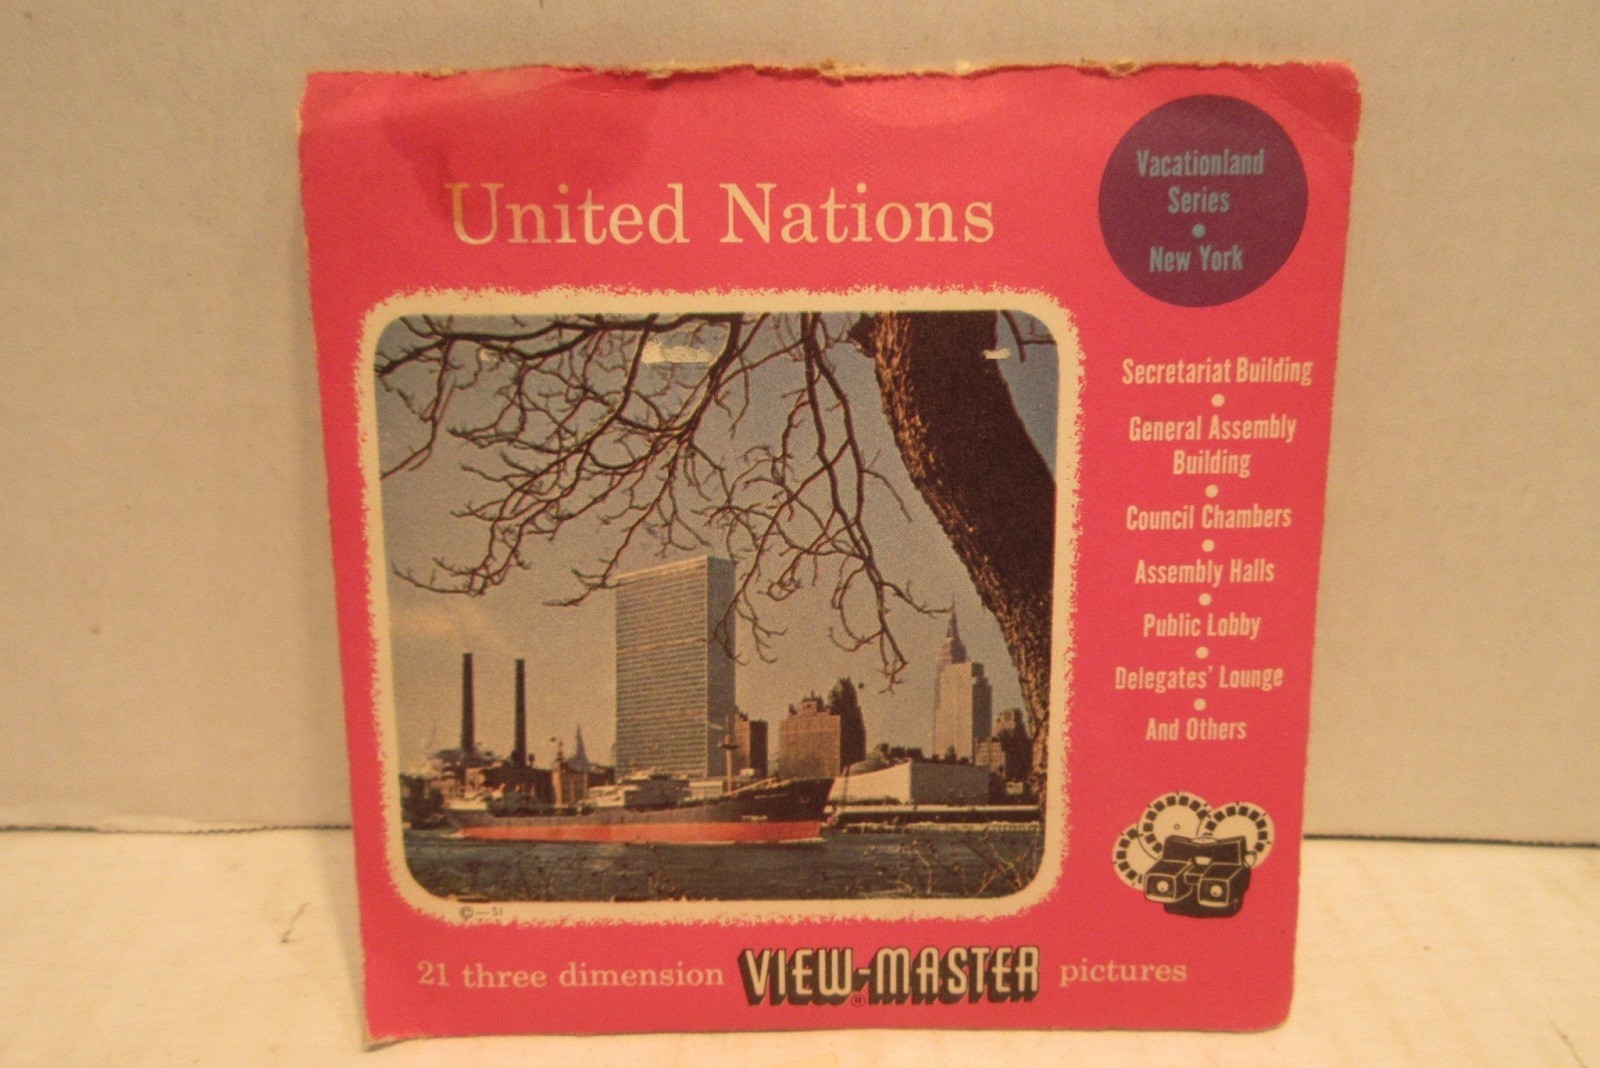 United Nations
Vacationland
Series
•
New York
Secretariat Building
•
General Assembly
Building
•
Council Chambers
•
Assembly Halls
•
Public Lobby
•
Delegates' Lounge
•
And Others
©—SI
21 three dimension VIEW-MASTER® pictures